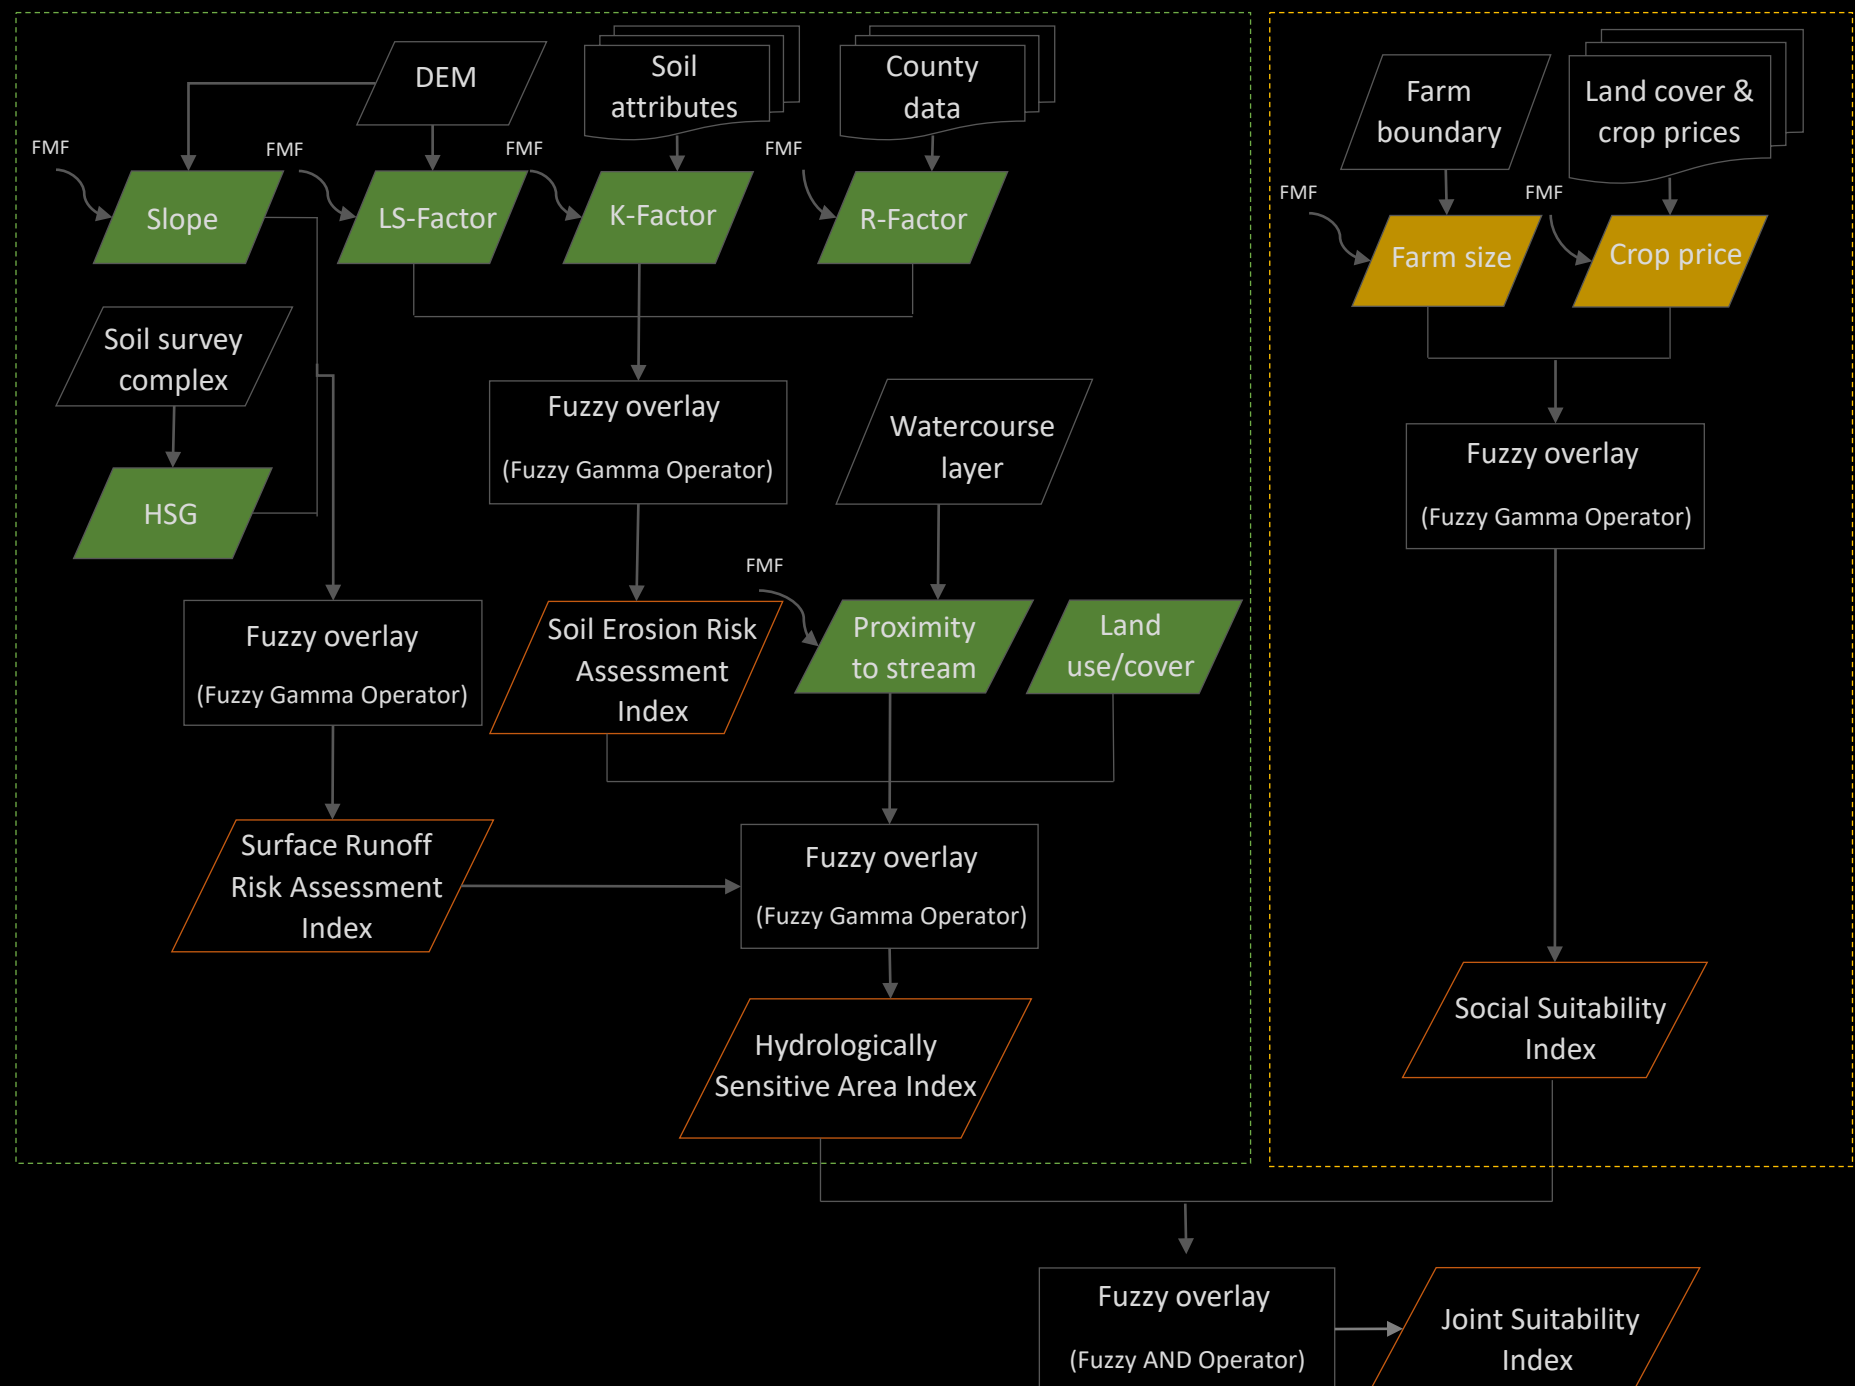 DEM
Soil
attributes
County
data
Farm
boundary
Land cover &
crop prices
FMF
FMF
FMF
FMF
FMF
FMF
Slope
LS-Factor
K-Factor
R-Factor
Farm size
Crop price
Soil survey
complex
HSG
Fuzzy overlay
(Fuzzy Gamma Operator)
Watercourse
layer
Fuzzy overlay
(Fuzzy Gamma Operator)
FMF
Fuzzy overlay
(Fuzzy Gamma Operator)
Soil Erosion Risk
Assessment
Index
Proximity
to stream
Land
use/cover
Surface Runoff
Risk Assessment
Index
Fuzzy overlay
(Fuzzy Gamma Operator)
Hydrologically
Sensitive Area Index
Social Suitability
Index
Fuzzy overlay
(Fuzzy AND Operator)
Joint Suitability
Index